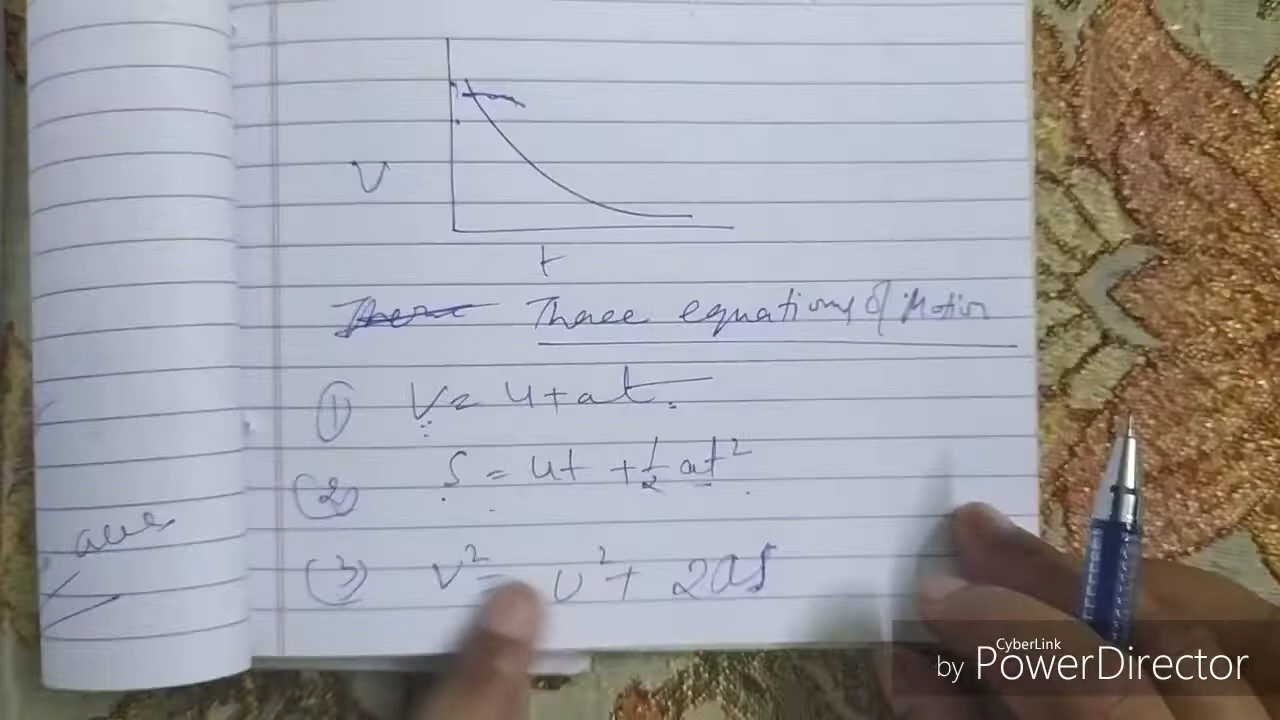 V
t
Three equations of Motion
① V = u + at.
(2) S = ut + 1/2 at²
(3) v² = u² + 2as
CyberLink
by PowerDirector